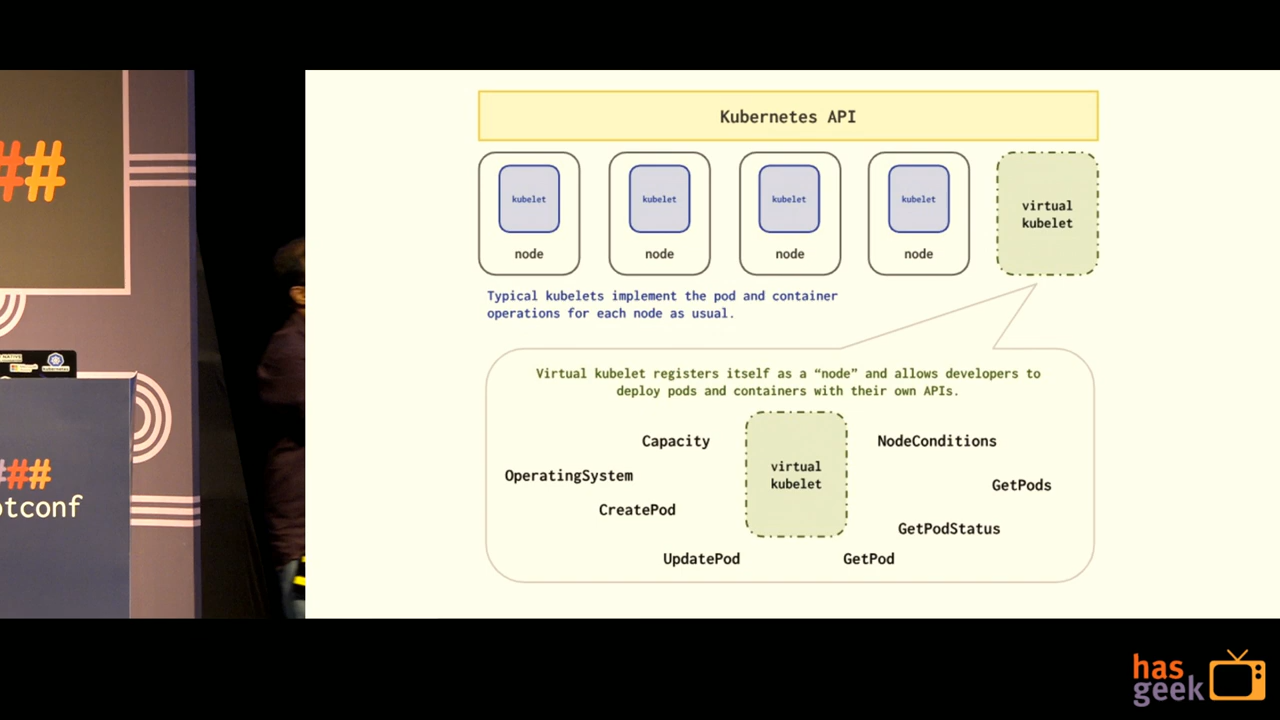 ##
NATIVE
kubernetes
###
otconf
Kubernetes API
kubelet
kubelet
kubelet
kubelet
node
node
node
node
virtual
kubelet
Typical kubelets implement the pod and container
operations for each node as usual.
Virtual kubelet registers itself as a “node” and allows developers to
deploy pods and containers with their own APIs.
Capacity
OperatingSystem
CreatePod
UpdatePod
virtual
kubelet
NodeConditions
GetPods
GetPodStatus
GetPod
has
geek